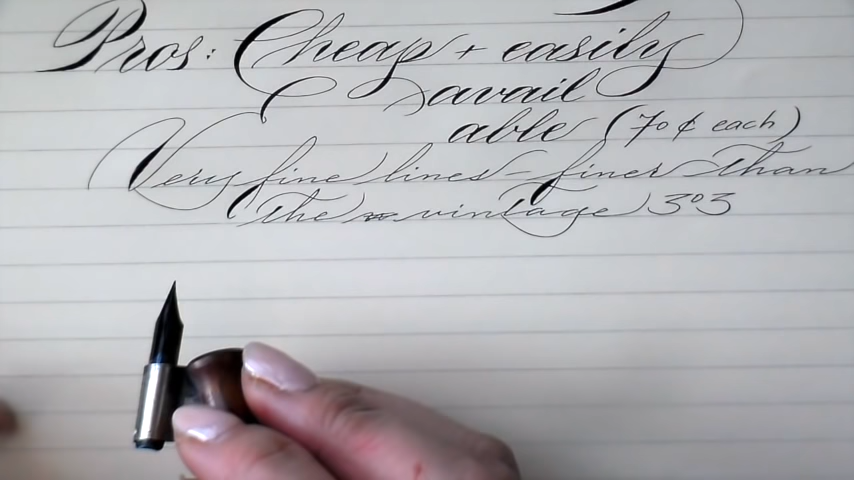 Pros: Cheap + easily
avail
able (70 ¢ each)
Very fine lines - finer than
the vintage 303